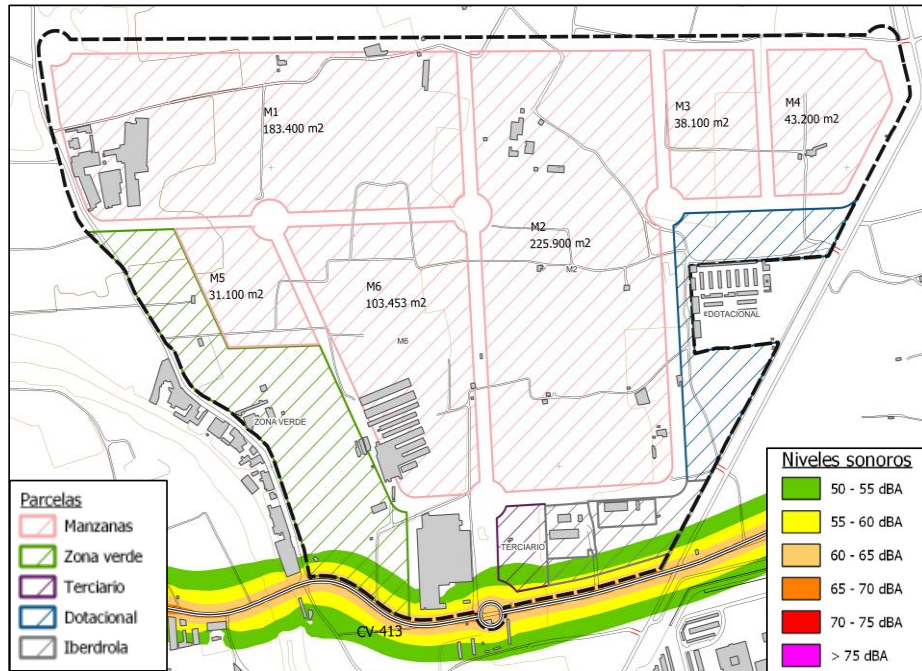 M1
183.400 m2
M3
38.100 m2
M4
43.200 m2
M2
225.900 m2
M2
M5
31.100 m2
M6
103.453 m2
M6
DOTACIONAL
ZONA VERDE
TERCIARIO
CV-413
Parcelas
Manzanas
Zona verde
Terciario
Dotacional
Iberdrola
Niveles sonoros
50 - 55 dBA
55 - 60 dBA
60 - 65 dBA
65 - 70 dBA
70 - 75 dBA
> 75 dBA